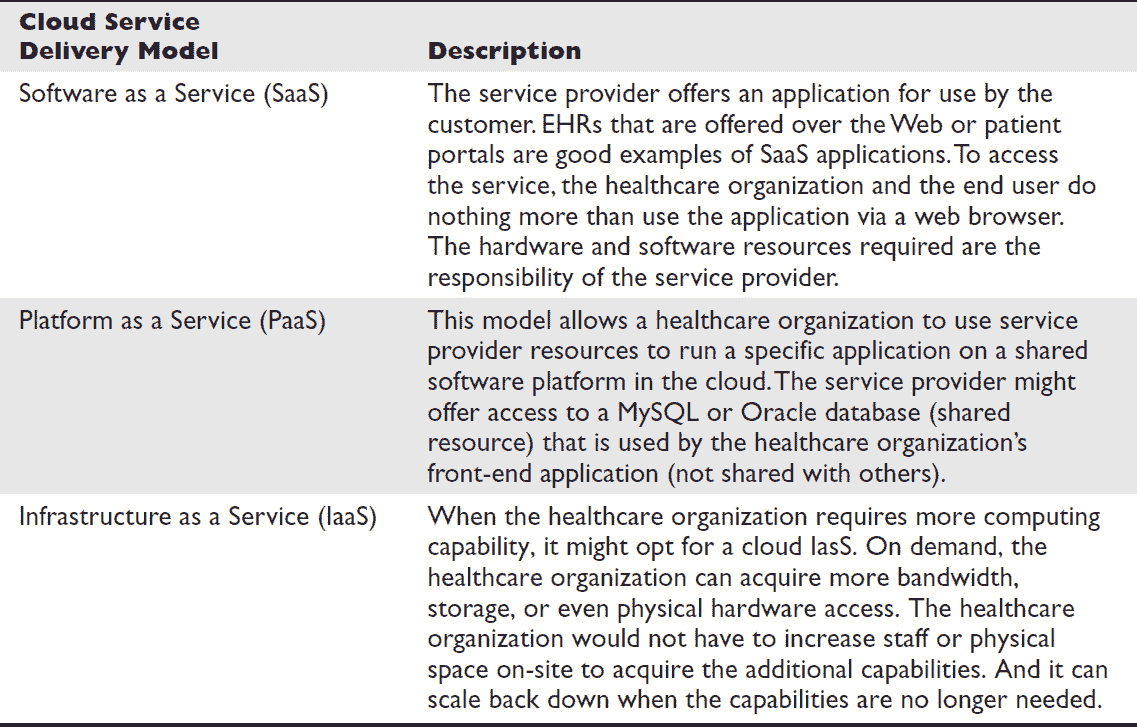 Cloud Service
Delivery Model
Description
Software as a Service (SaaS)
The service provider offers an application for use by the
customer. EHRs that are offered over the Web or patient
portals are good examples of SaaS applications. To access
the service, the healthcare organization and the end user do
nothing more than use the application via a web browser.
The hardware and software resources required are the
responsibility of the service provider.
Platform as a Service (PaaS)
This model allows a healthcare organization to use service
provider resources to run a specific application on a shared
software platform in the cloud. The service provider might
offer access to a MySQL or Oracle database (shared
resource) that is used by the healthcare organization’s
front-end application (not shared with others).
Infrastructure as a Service (IaaS)
When the healthcare organization requires more computing
capability, it might opt for a cloud IasS. On demand, the
healthcare organization can acquire more bandwidth,
storage, or even physical hardware access. The healthcare
organization would not have to increase staff or physical
space on-site to acquire the additional capabilities. And it can
scale back down when the capabilities are no longer needed.